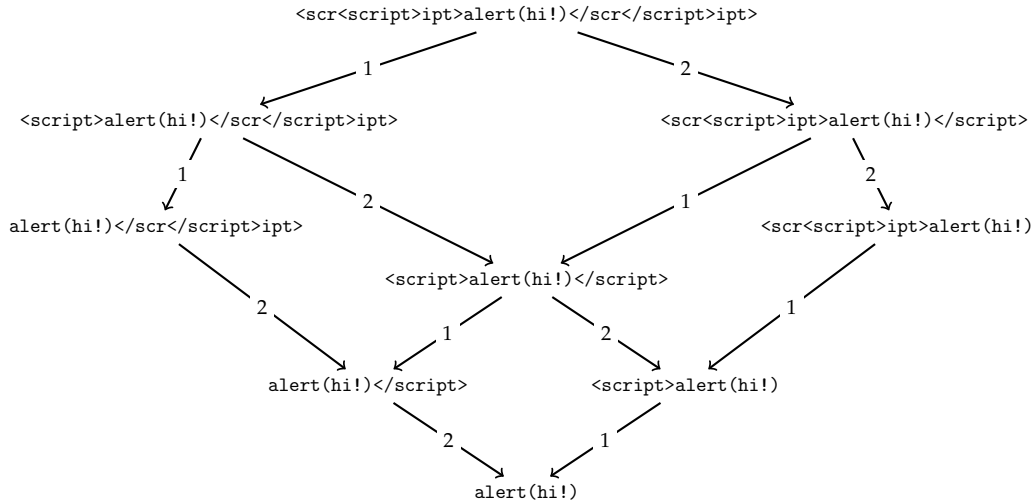 <scr<script>ipt>alert(hi!)</scr</script>ipt>
1 2
<script>alert(hi!)</scr</script>ipt> <scr<script>ipt>alert(hi!)</script>
1 2 1 2
alert(hi!)</scr</script>ipt> <scr<script>ipt>alert(hi!)
<script>alert(hi!)</script>
2 1 2 1
alert(hi!)</script> <script>alert(hi!)
2 1
alert(hi!)